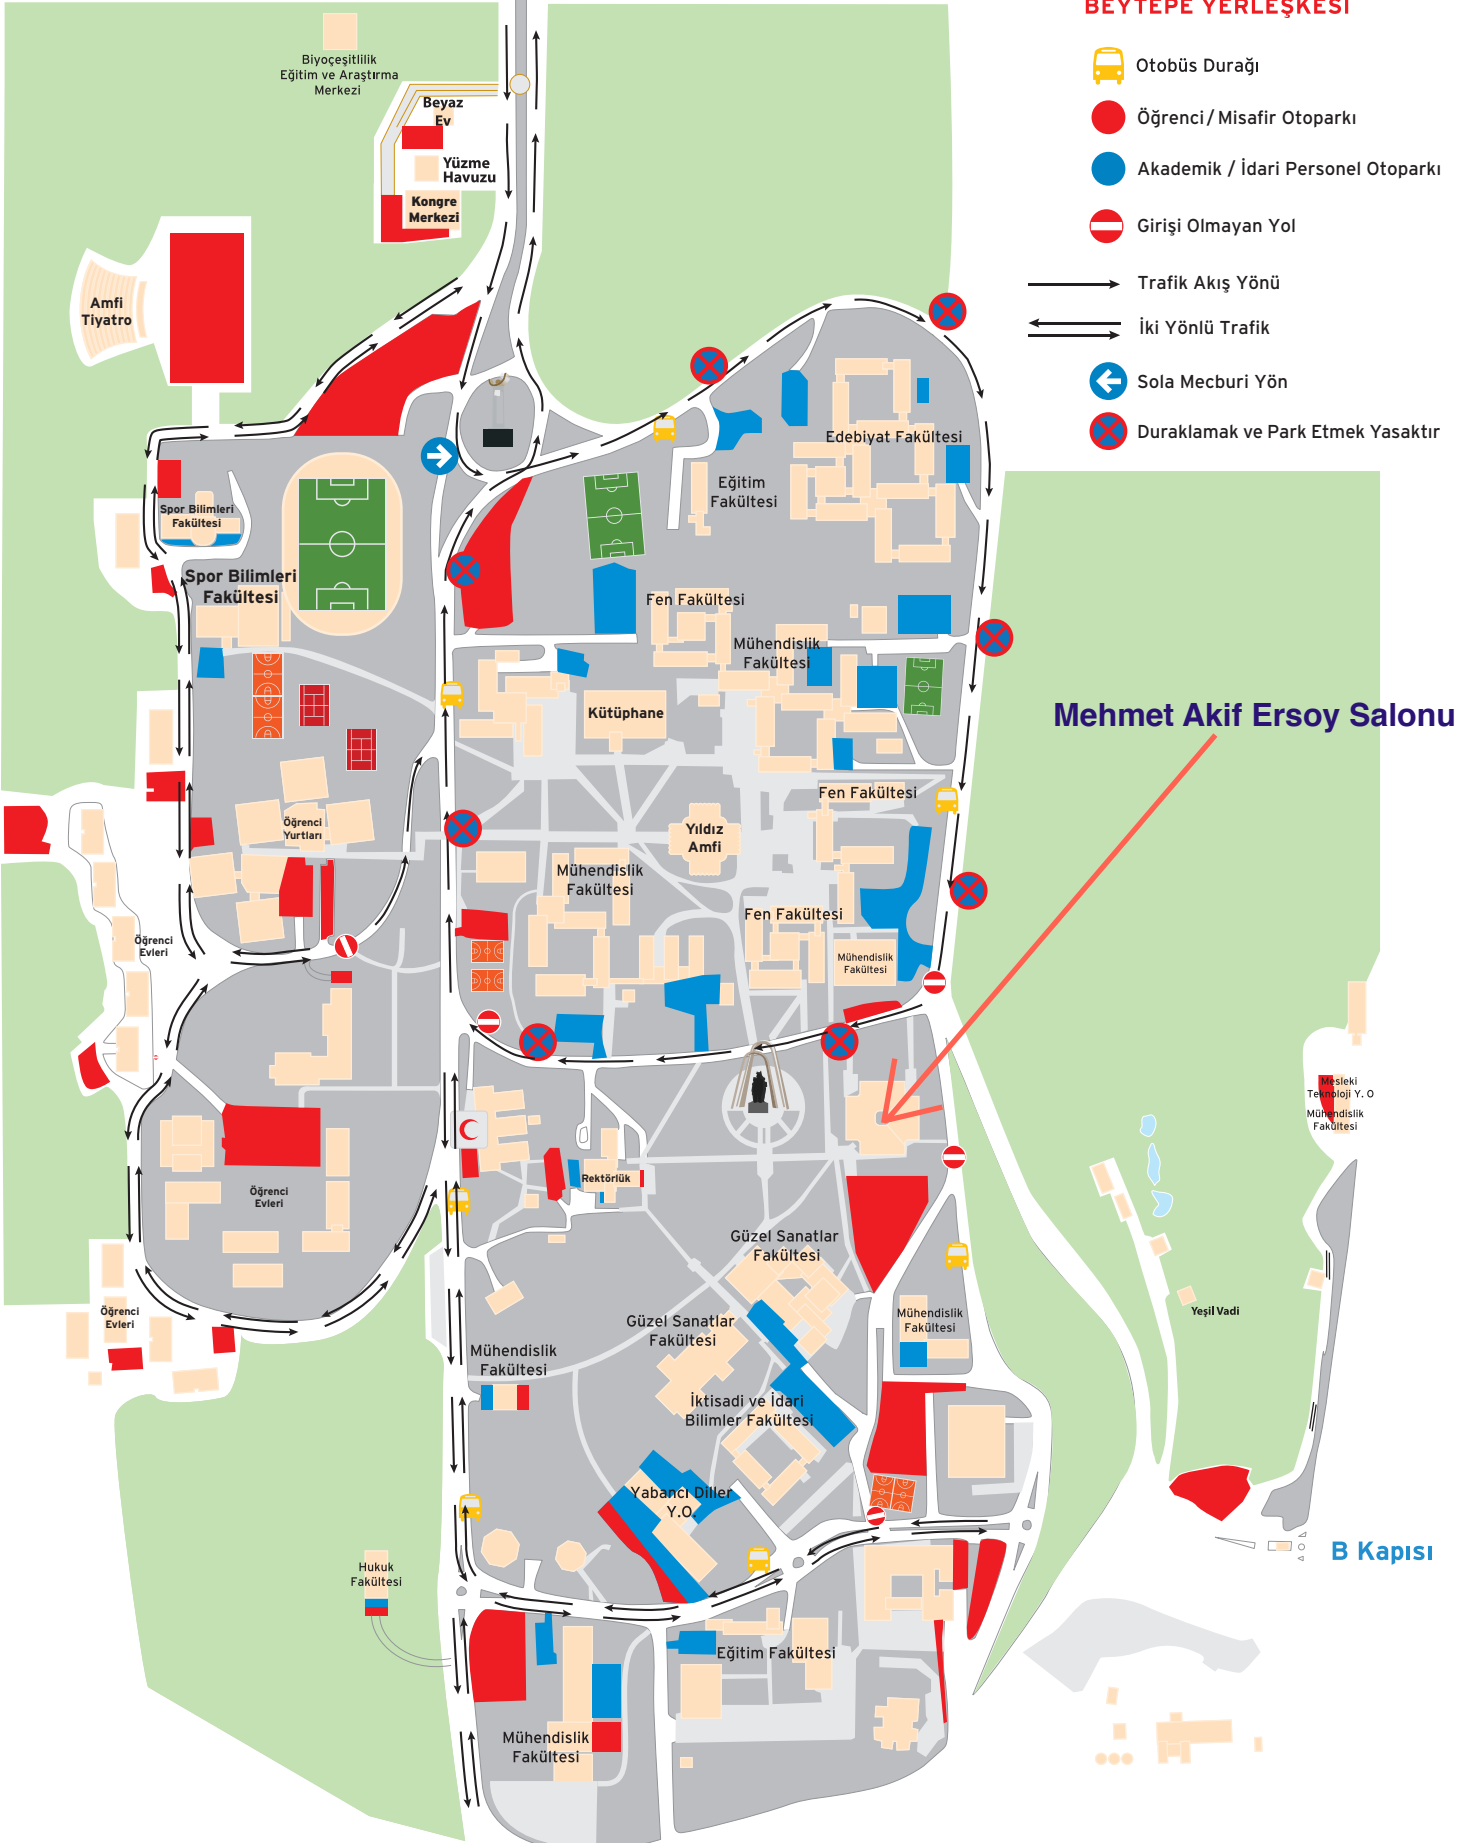 BEYTEPE YERLEŞKESİ
Otobüs Durağı
Öğrenci / Misafir Otoparkı
Akademik / İdari Personel Otoparkı
Girişi Olmayan Yol
Trafik Akış Yönü
İki Yönlü Trafik
Sola Mecburi Yön
Duraklamak ve Park Etmek Yasaktır
Biyoçeşitlilik
Eğitim ve Araştırma
Merkezi
Beyaz
Ev
Yüzme
Havuzu
Kongre
Merkezi
Amfi
Tiyatro
Edebiyat Fakültesi
Eğitim
Fakültesi
Spor Bilimleri
Fakültesi
Spor Bilimleri
Fakültesi
Fen Fakültesi
Mühendislik
Fakültesi
Kütüphane
Mehmet Akif Ersoy Salonu
Fen Fakültesi
Öğrenci
Yurtları
Yıldız
Amfi
Mühendislik
Fakültesi
Fen Fakültesi
Öğrenci
Evleri
Mühendislik
Fakültesi
Mesleki
Teknoloji Y. O
Mühendislik
Fakültesi
Rektörlük
Öğrenci
Evleri
Güzel Sanatlar
Fakültesi
Öğrenci
Evleri
Güzel Sanatlar
Fakültesi
Mühendislik
Fakültesi
Yeşil Vadi
Mühendislik
Fakültesi
İktisadi ve İdari
Bilimler Fakültesi
Yabancı Diller
Y.O.
B Kapısı
Hukuk
Fakültesi
Eğitim Fakültesi
Mühendislik
Fakültesi